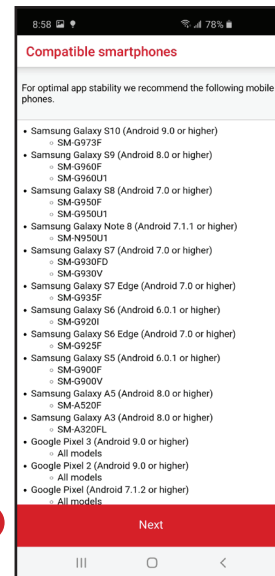 8:58 78%
Compatible smartphones
For optimal app stability we recommend the following mobile
phones.
• Samsung Galaxy S10 (Android 9.0 or higher)
◦ SM-G973F
• Samsung Galaxy S9 (Android 8.0 or higher)
◦ SM-G960F
◦ SM-G960U1
• Samsung Galaxy S8 (Android 7.0 or higher)
◦ SM-G950F
◦ SM-G950U1
• Samsung Galaxy Note 8 (Android 7.1.1 or higher)
◦ SM-N950U1
• Samsung Galaxy S7 (Android 7.0 or higher)
◦ SM-G930FD
◦ SM-G930V
• Samsung Galaxy S7 Edge (Android 7.0 or higher)
◦ SM-G935F
• Samsung Galaxy S6 (Android 6.0.1 or higher)
◦ SM-G920I
• Samsung Galaxy S6 Edge (Android 7.0 or higher)
◦ SM-G925F
• Samsung Galaxy S5 (Android 6.0.1 or higher)
◦ SM-G900F
◦ SM-G900V
• Samsung Galaxy A5 (Android 8.0 or higher)
◦ SM-A520F
• Samsung Galaxy A3 (Android 8.0 or higher)
◦ SM-A320FL
• Google Pixel 3 (Android 9.0 or higher)
◦ All models
• Google Pixel 2 (Android 9.0 or higher)
◦ All models
• Google Pixel (Android 7.1.2 or higher)
◦ All models
Next